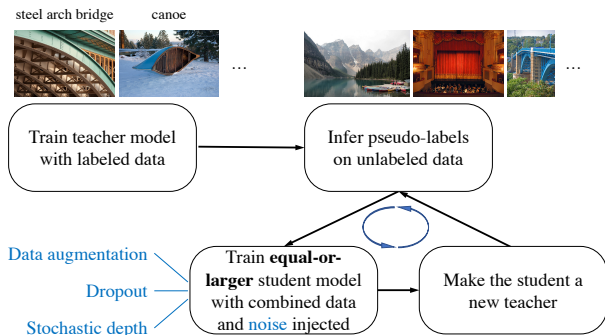 steel arch bridge
canoe
...
...
Train teacher model
with labeled data
Infer pseudo-labels
on unlabeled data
Data augmentation
Dropout
Stochastic depth
Train equal-or-
larger student model
with combined data
and noise injected
Make the student a
new teacher